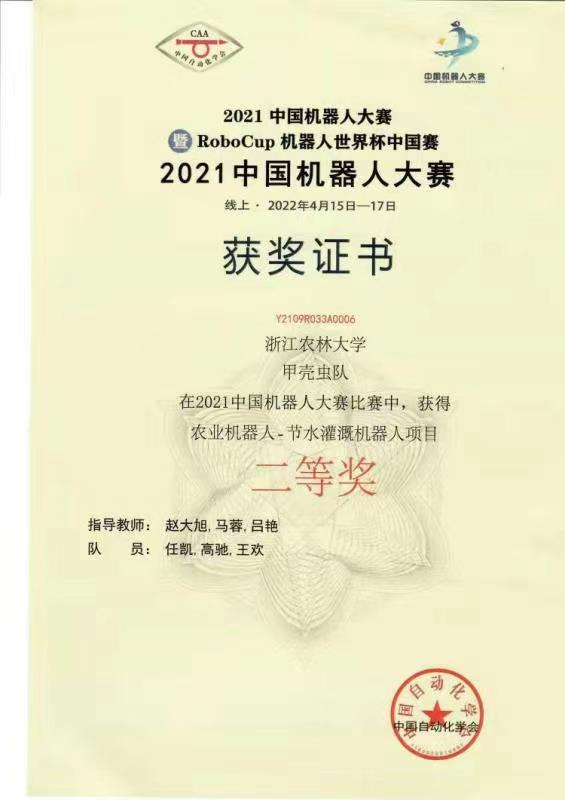 CAA
中国自动化学会
中国机器人大赛
CHINA ROBOT COMPETITION
2021 中国机器人大赛
暨 RoboCup 机器人世界杯中国赛
2021中国机器人大赛
线上 · 2022年4月15日—17日
获奖证书
Y2109R033A0006
浙江农林大学
甲壳虫队
在2021中国机器人大赛比赛中，获得
农业机器人-节水灌溉机器人项目
二等奖
指导教师： 赵大旭,马蓉,吕艳
队 员： 任凯,高驰,王欢
中国自动化学会
中国自动化学会